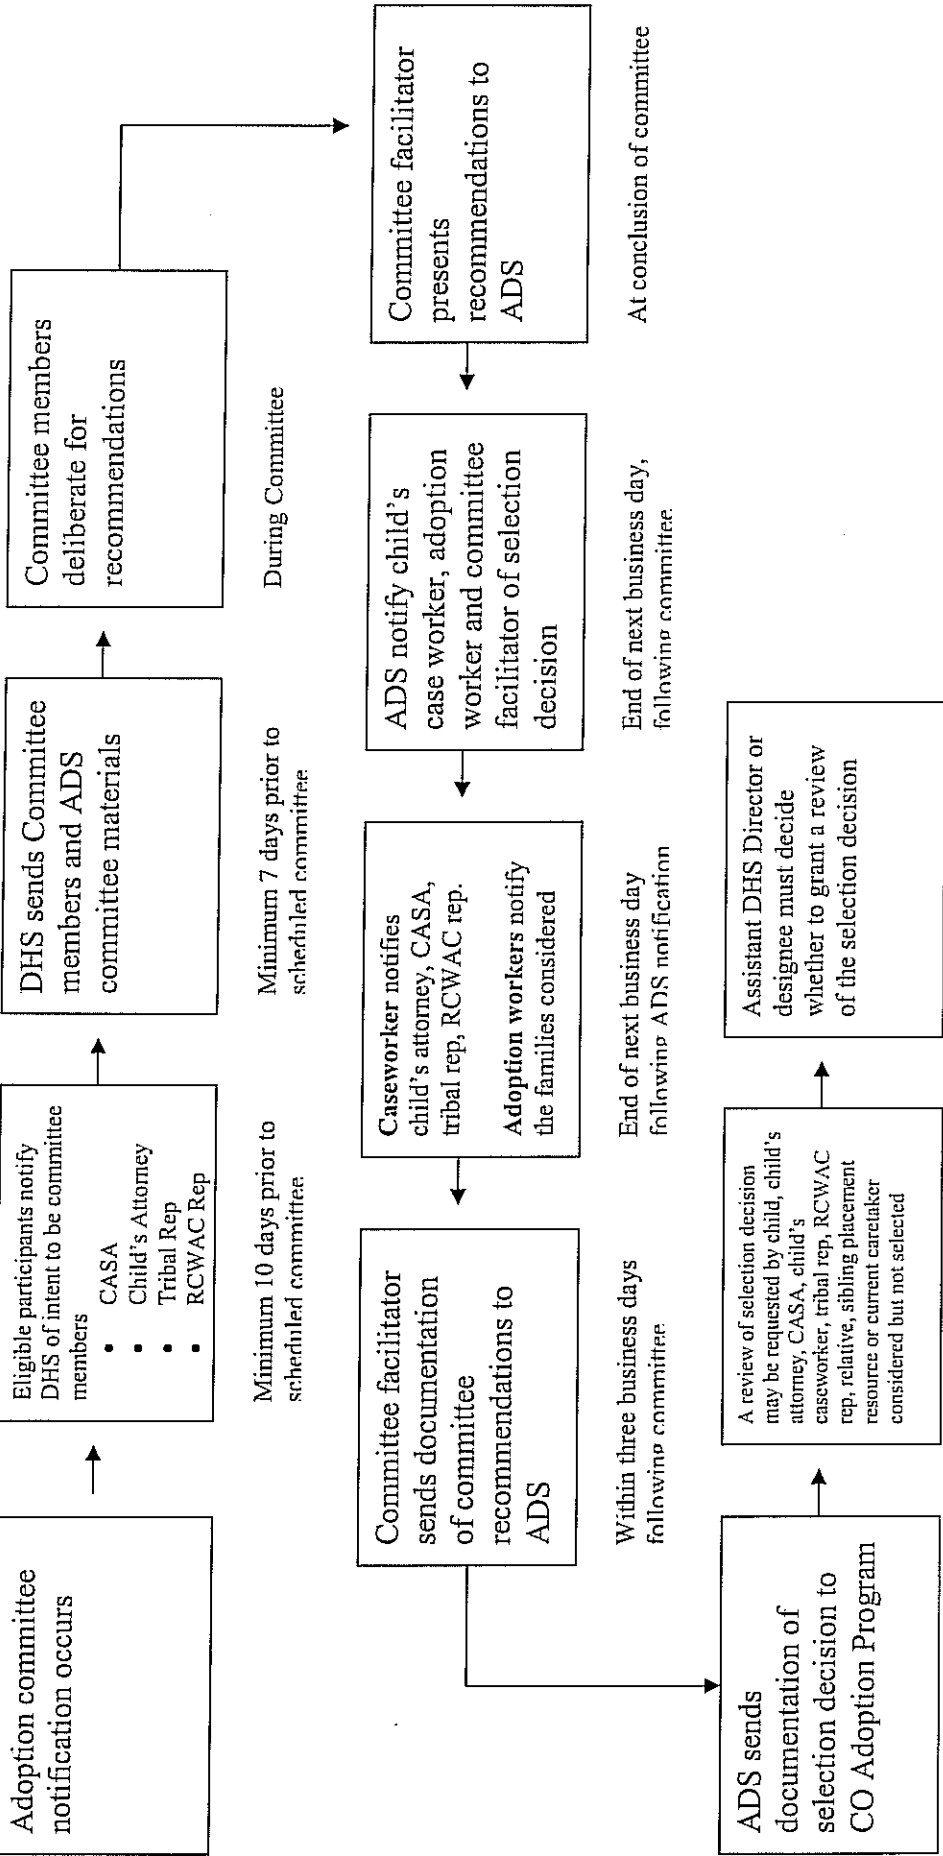 Adoption committee
notification occurs
Eligible participants notify
DHS of intent to be committee
members
• CASA
• Child's Attorney
• Tribal Rep
• RCWAC Rep
Minimum 10 days prior to
scheduled committee
DHS sends Committee
members and ADS
committee materials
Minimum 7 days prior to
scheduled committee
Committee members
deliberate for
recommendations
During Committee
Committee facilitator
presents
recommendations to
ADS
At conclusion of committee
ADS notify child's
case worker, adoption
worker and committee
facilitator of selection
decision
End of next business day,
following committee
Caseworker notifies
child's attorney, CASA,
tribal rep, RCWAC rep.
Adoption workers notify
the families considered
End of next business day
following ADS notification
Committee facilitator
sends documentation
of committee
recommendations to
ADS
Within three business days
following committee
ADS sends
documentation of
selection decision to
CO Adoption Program
A review of selection decision
may be requested by child, child's
attorney, CASA, child's
caseworker, tribal rep, RCWAC
rep, relative, sibling placement
resource or current caretaker
considered but not selected
Assistant DHS Director or
designee must decide
whether to grant a review
of the selection decision